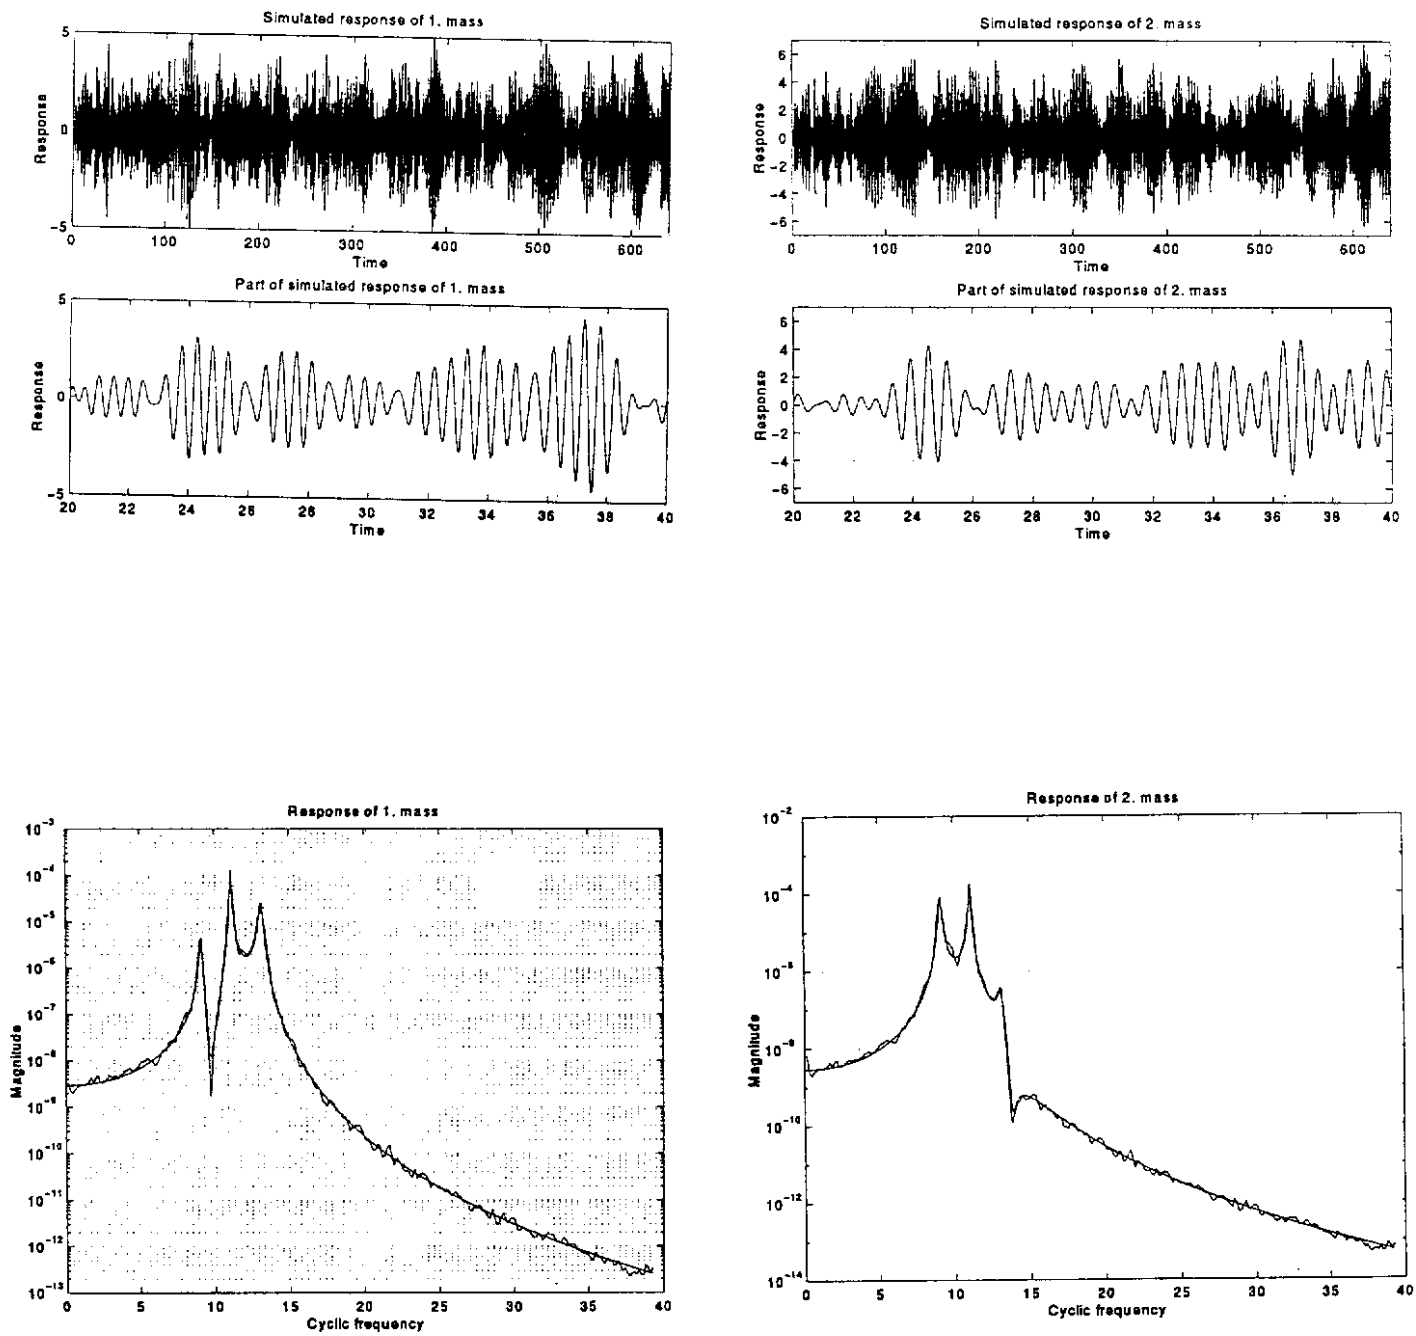 Simulated response of 1. mass
5
0
−5
Response
0 100 200 300 400 500 600
Time
Simulated response of 2. mass
6
4
2
0
−2
−4
−6
Response
0 100 200 300 400 500 600
Time
Part of simulated response of 1. mass
5
0
−5
Response
20 22 24 26 28 30 32 34 36 38 40
Time
Part of simulated response of 2. mass
6
4
2
0
−2
−4
−6
Response
20 22 24 26 28 30 32 34 36 38 40
Time
Response of 1. mass
10⁻³
10⁻⁴
10⁻⁵
10⁻⁶
10⁻⁷
10⁻⁸
10⁻⁹
10⁻¹⁰
10⁻¹¹
10⁻¹²
10⁻¹³
Magnitude
0 5 10 15 20 25 30 35 40
Cyclic frequency
Response of 2. mass
10⁻²
10⁻⁴
10⁻⁶
10⁻⁸
10⁻¹⁰
10⁻¹²
10⁻¹⁴
Magnitude
0 5 10 15 20 25 30 35 40
Cyclic frequency